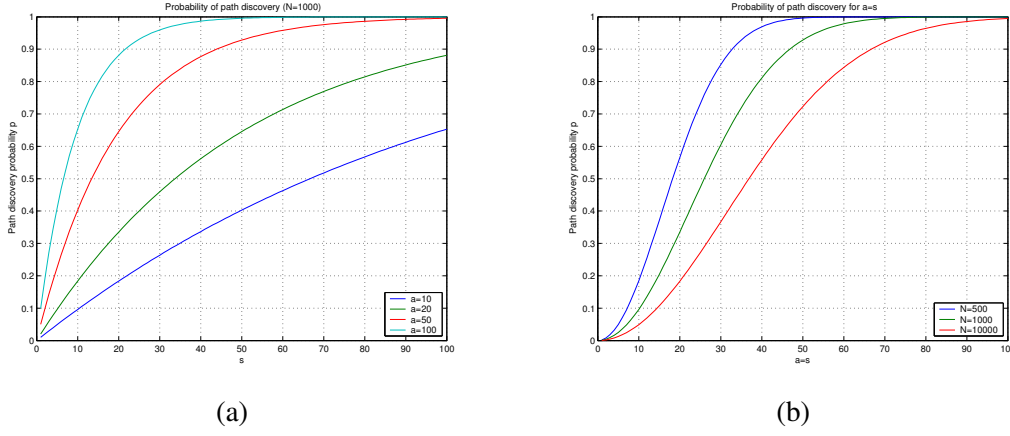 Probability of path discovery (N=1000)
Path discovery probability p
1
0.9
0.8
0.7
0.6
0.5
0.4
0.3
0.2
0.1
0
0 10 20 30 40 50 60 70 80 90 100
s
a=10
a=20
a=50
a=100
(a)
Probability of path discovery for a=s
Path discovery probability p
1
0.9
0.8
0.7
0.6
0.5
0.4
0.3
0.2
0.1
0
0 10 20 30 40 50 60 70 80 90 100
a=s
N=500
N=1000
N=10000
(b)